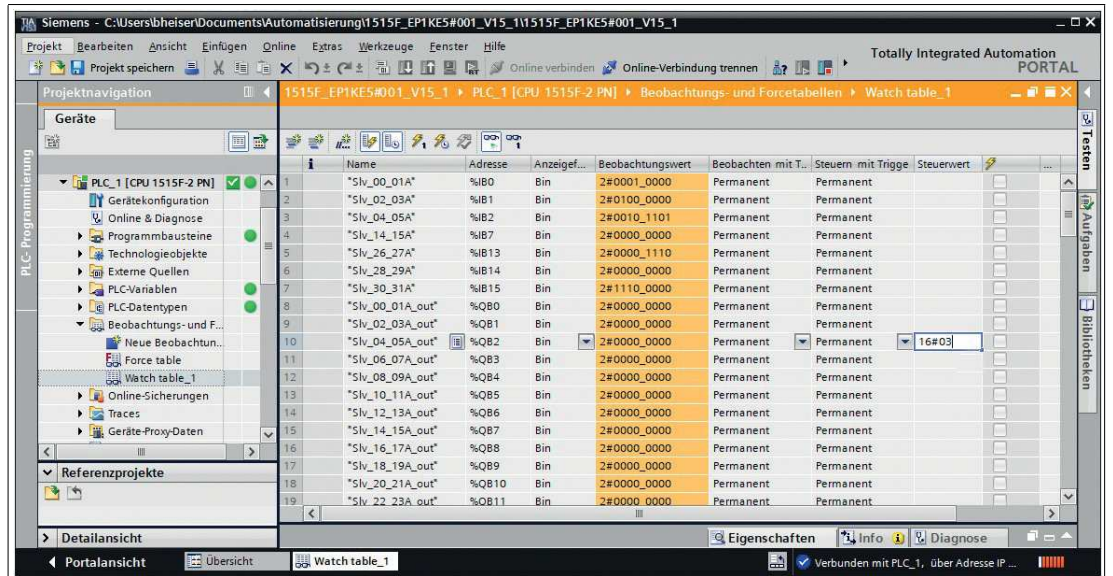 Siemens - C:\Users\bheiser\Documents\Automatisierung\1515F_EP1KE5#001_V15_1\1515F_EP1KE5#001_V15_1
Projekt Bearbeiten Ansicht Einfügen Online Extras Werkzeuge Fenster Hilfe
Totally Integrated Automation
PORTAL
Projekt speichern Online verbinden Online-Verbindung trennen
Projektnavigation
1515F_EP1KE5#001_V15_1 PLC_1 [CPU 1515F-2 PN] Beobachtungs- und Forcetabellen Watch table_1
Geräte
PLC-Programmierung
PLC_1 [CPU 1515F-2 PN]
Gerätekonfiguration
Online & Diagnose
Programmbausteine
Technologieobjekte
Externe Quellen
PLC-Variablen
PLC-Datentypen
Beobachtungs- und F...
Neue Beobachtun...
Force table
Watch table_1
Online-Sicherungen
Traces
Geräte-Proxy-Daten
Referenzprojekte
Detailansicht
i Name Adresse Anzeigef... Beobachtungswert Beobachten mit T.. Steuern mit Trigge Steuerwert ...
1 "Slv_00_01A" %IB0 Bin 2#0001_0000 Permanent Permanent
2 "Slv_02_03A" %IB1 Bin 2#0100_0000 Permanent Permanent
3 "Slv_04_05A" %IB2 Bin 2#0010_1101 Permanent Permanent
4 "Slv_14_15A" %IB7 Bin 2#0000_0000 Permanent Permanent
5 "Slv_26_27A" %IB13 Bin 2#0000_1110 Permanent Permanent
6 "Slv_28_29A" %IB14 Bin 2#0000_0000 Permanent Permanent
7 "Slv_30_31A" %IB15 Bin 2#1110_0000 Permanent Permanent
8 "Slv_00_01A_out" %QB0 Bin 2#0000_0000 Permanent Permanent
9 "Slv_02_03A_out" %QB1 Bin 2#0000_0000 Permanent Permanent
10 "Slv_04_05A_out" %QB2 Bin 2#0000_0000 Permanent Permanent 16#03
11 "Slv_06_07A_out" %QB3 Bin 2#0000_0000 Permanent Permanent
12 "Slv_08_09A_out" %QB4 Bin 2#0000_0000 Permanent Permanent
13 "Slv_10_11A_out" %QB5 Bin 2#0000_0000 Permanent Permanent
14 "Slv_12_13A_out" %QB6 Bin 2#0000_0000 Permanent Permanent
15 "Slv_14_15A_out" %QB7 Bin 2#0000_0000 Permanent Permanent
16 "Slv_16_17A_out" %QB8 Bin 2#0000_0000 Permanent Permanent
17 "Slv_18_19A_out" %QB9 Bin 2#0000_0000 Permanent Permanent
18 "Slv_20_21A_out" %QB10 Bin 2#0000_0000 Permanent Permanent
19 "Slv_22_23A_out" %QB11 Bin 2#0000_0000 Permanent Permanent
Testen
Aufgaben
Bibliotheken
Eigenschaften Info Diagnose
Portalansicht Übersicht Watch table_1 Verbunden mit PLC_1, über Adresse IP ...